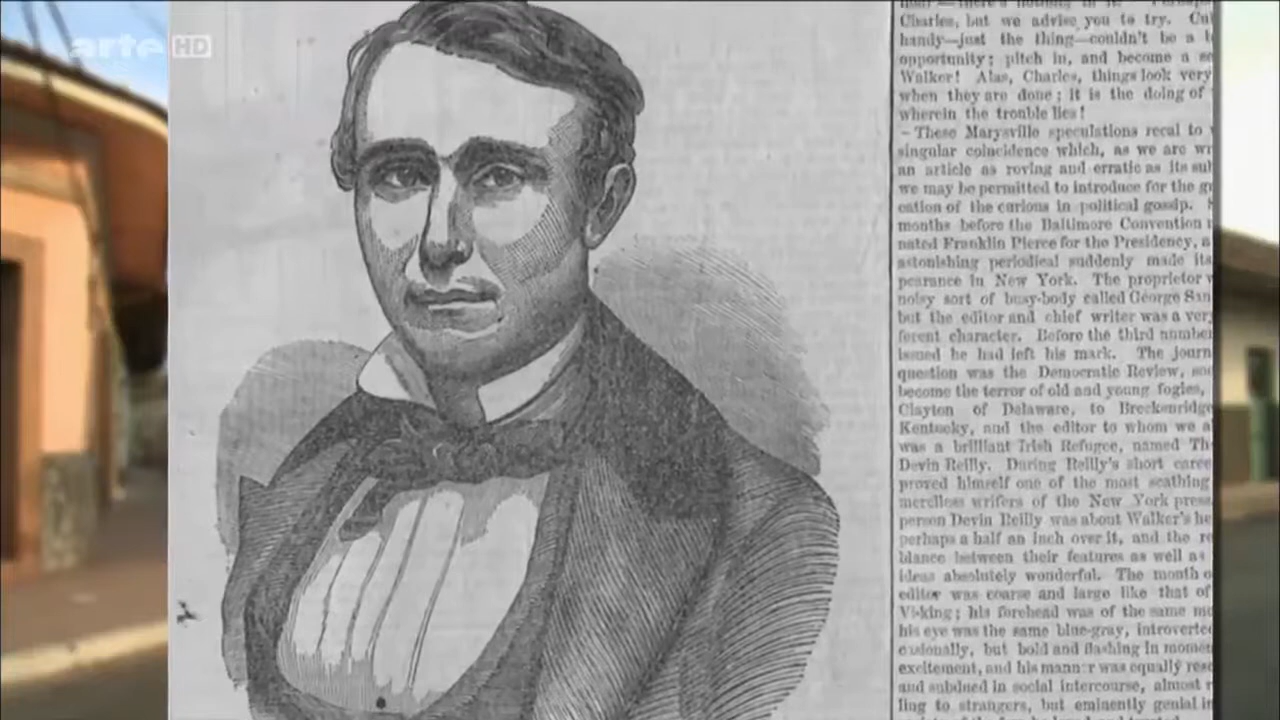 arte HD
Charles, but we advise you to try.
handy—just the thing—couldn't be a
opportunity; pitch in, and become a
Walker! Alas, Charles, things look very
when they are done; it is the doing of
wherein the trouble lies!
–These Marysville speculations recal to
singular coincidence which, as we are
an article as roving and erratic as its
we may be permitted to introduce for the
cation of the curious in political gossip.
months before the Baltimore Convention
nated Franklin Pierce for the Presidency, a
astonishing periodical suddenly made its
pearance in New York. The proprietor
noisy sort of busy-body called George
but the editor and chief writer was a
ferent character. Before the third number
issued he had left his mark. The
question was the Democratic Review,
become the terror of old and young fogies,
Clayton of Delaware, to
Kentucky, and the editor to whom we
was a brilliant Irish Refugee, named
Devin Reilly. During Reilly's short
proved himself one of the most scathing
merciless writers of the New York
person Devin Reilly was about Walker's
perhaps a half an inch over it, and the
blance between their features as well as
ideas absolutely wonderful. The month
editor was coarse and large like that of
Viking; his forehead was of the same
his eye was the same blue-gray,
casionally, but bold and flashing in
excitement, and his manner was equally
and subdued in social intercourse, almost
ling to strangers, but eminently genial in